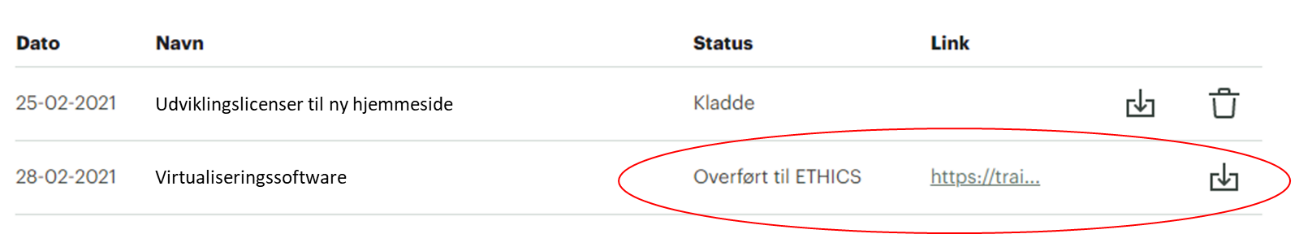 Dato Navn Status Link
25-02-2021 Udviklingslicenser til ny hjemmeside Kladde
28-02-2021 Virtualiseringssoftware Overført til ETHICS https://trai...